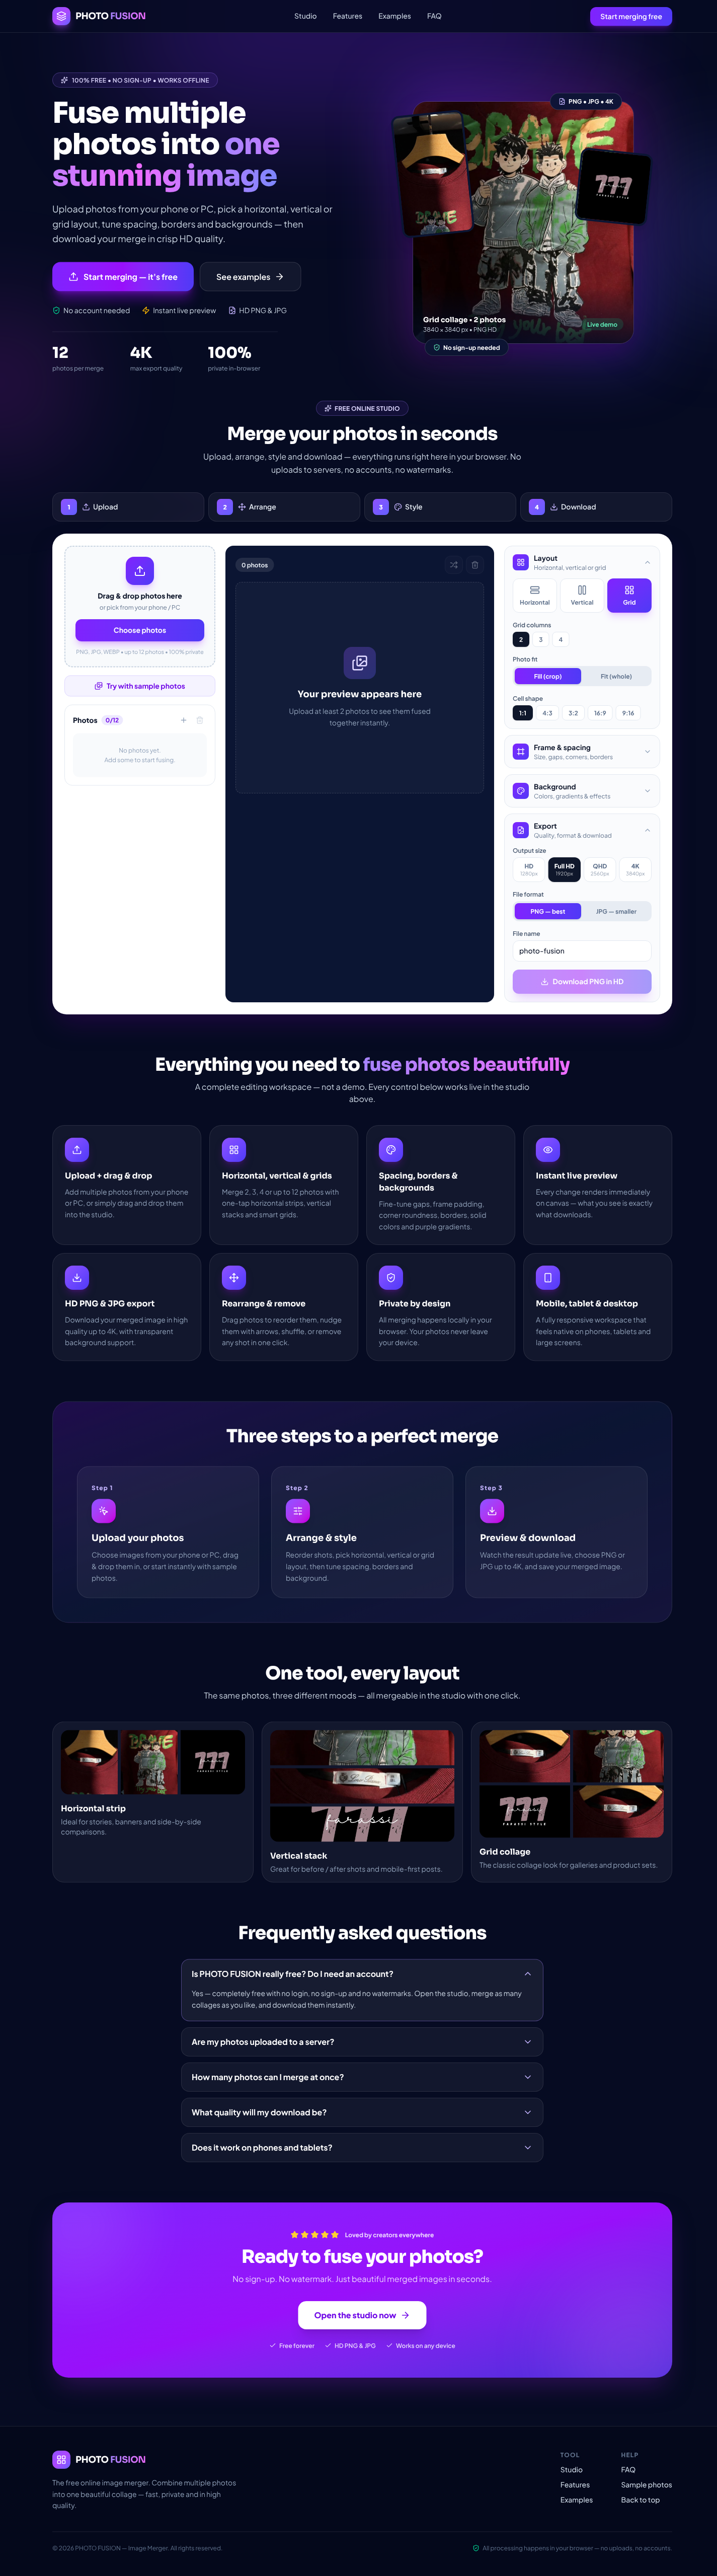 PHOTO FUSION
Studio
Features
Examples
FAQ
Start merging free
100% FREE • NO SIGN-UP • WORKS OFFLINE
Fuse multiple
photos into one
stunning image
Upload photos from your phone or PC, pick a horizontal, vertical or
grid layout, tune spacing, borders and backgrounds — then
download your merge in crisp HD quality.
Start merging — it's free
See examples
No account needed
Instant live preview
HD PNG & JPG
12
photos per merge
4K
max export quality
100%
private in-browser
PNG • JPG • 4K
BRAVE
777
Grid collage • 2 photos
3840 × 3840 px • PNG HD
Live demo
No sign-up needed
FREE ONLINE STUDIO
Merge your photos in seconds
Upload, arrange, style and download — everything runs right here in your browser. No
uploads to servers, no accounts, no watermarks.
1 Upload
2 Arrange
3 Style
4 Download
Drag & drop photos here
or pick from your phone / PC
Choose photos
PNG, JPG, WEBP • up to 12 photos • 100% private
Try with sample photos
Photos 0/12
No photos yet.
Add some to start fusing.
0 photos
Your preview appears here
Upload at least 2 photos to see them fused
together instantly.
Layout
Horizontal, vertical or grid
Horizontal
Vertical
Grid
Grid columns
2 3 4
Photo fit
Fill (crop)
Fit (whole)
Cell shape
1:1 4:3 3:2 16:9 9:16
Frame & spacing
Size, gaps, corners, borders
Background
Colors, gradients & effects
Export
Quality, format & download
Output size
HD
1280px
Full HD
1920px
QHD
2560px
4K
3840px
File format
PNG — best
JPG — smaller
File name
photo-fusion
Download PNG in HD
Everything you need to fuse photos beautifully
A complete editing workspace — not a demo. Every control below works live in the studio
above.
Upload + drag & drop
Add multiple photos from your phone
or PC, or simply drag and drop them
into the studio.
Horizontal, vertical & grids
Merge 2, 3, 4 or up to 12 photos with
one-tap horizontal strips, vertical
stacks and smart grids.
Spacing, borders &
backgrounds
Fine-tune gaps, frame padding,
corner roundness, borders, solid
colors and purple gradients.
Instant live preview
Every change renders immediately
on canvas — what you see is exactly
what downloads.
HD PNG & JPG export
Download your merged image in high
quality up to 4K, with transparent
background support.
Rearrange & remove
Drag photos to reorder them, nudge
them with arrows, shuffle, or remove
any shot in one click.
Private by design
All merging happens locally in your
browser. Your photos never leave
your device.
Mobile, tablet & desktop
A fully responsive workspace that
feels native on phones, tablets and
large screens.
Three steps to a perfect merge
Step 1
Upload your photos
Choose images from your phone or PC, drag
& drop them in, or start instantly with sample
photos.
Step 2
Arrange & style
Reorder shots, pick horizontal, vertical or grid
layout, then tune spacing, borders and
background.
Step 3
Preview & download
Watch the result update live, choose PNG or
JPG up to 4K, and save your merged image.
One tool, every layout
The same photos, three different moods — all mergeable in the studio with one click.
BRAVE
777
Horizontal strip
Ideal for stories, banners and side-by-side
comparisons.
777
farassi
Vertical stack
Great for before / after shots and mobile-first posts.
777
FARASSI STYLE
Grid collage
The classic collage look for galleries and product sets.
Frequently asked questions
Is PHOTO FUSION really free? Do I need an account?
Yes — completely free with no login, no sign-up and no watermarks. Open the studio, merge as many
collages as you like, and download them instantly.
Are my photos uploaded to a server?
How many photos can I merge at once?
What quality will my download be?
Does it work on phones and tablets?
Loved by creators everywhere
Ready to fuse your photos?
No sign-up. No watermark. Just beautiful merged images in seconds.
Open the studio now
Free forever
HD PNG & JPG
Works on any device
PHOTO FUSION
The free online image merger. Combine multiple photos
into one beautiful collage — fast, private and in high
quality.
TOOL
Studio
Features
Examples
HELP
FAQ
Sample photos
Back to top
© 2026 PHOTO FUSION — Image Merger. All rights reserved.
All processing happens in your browser — no uploads, no accounts.